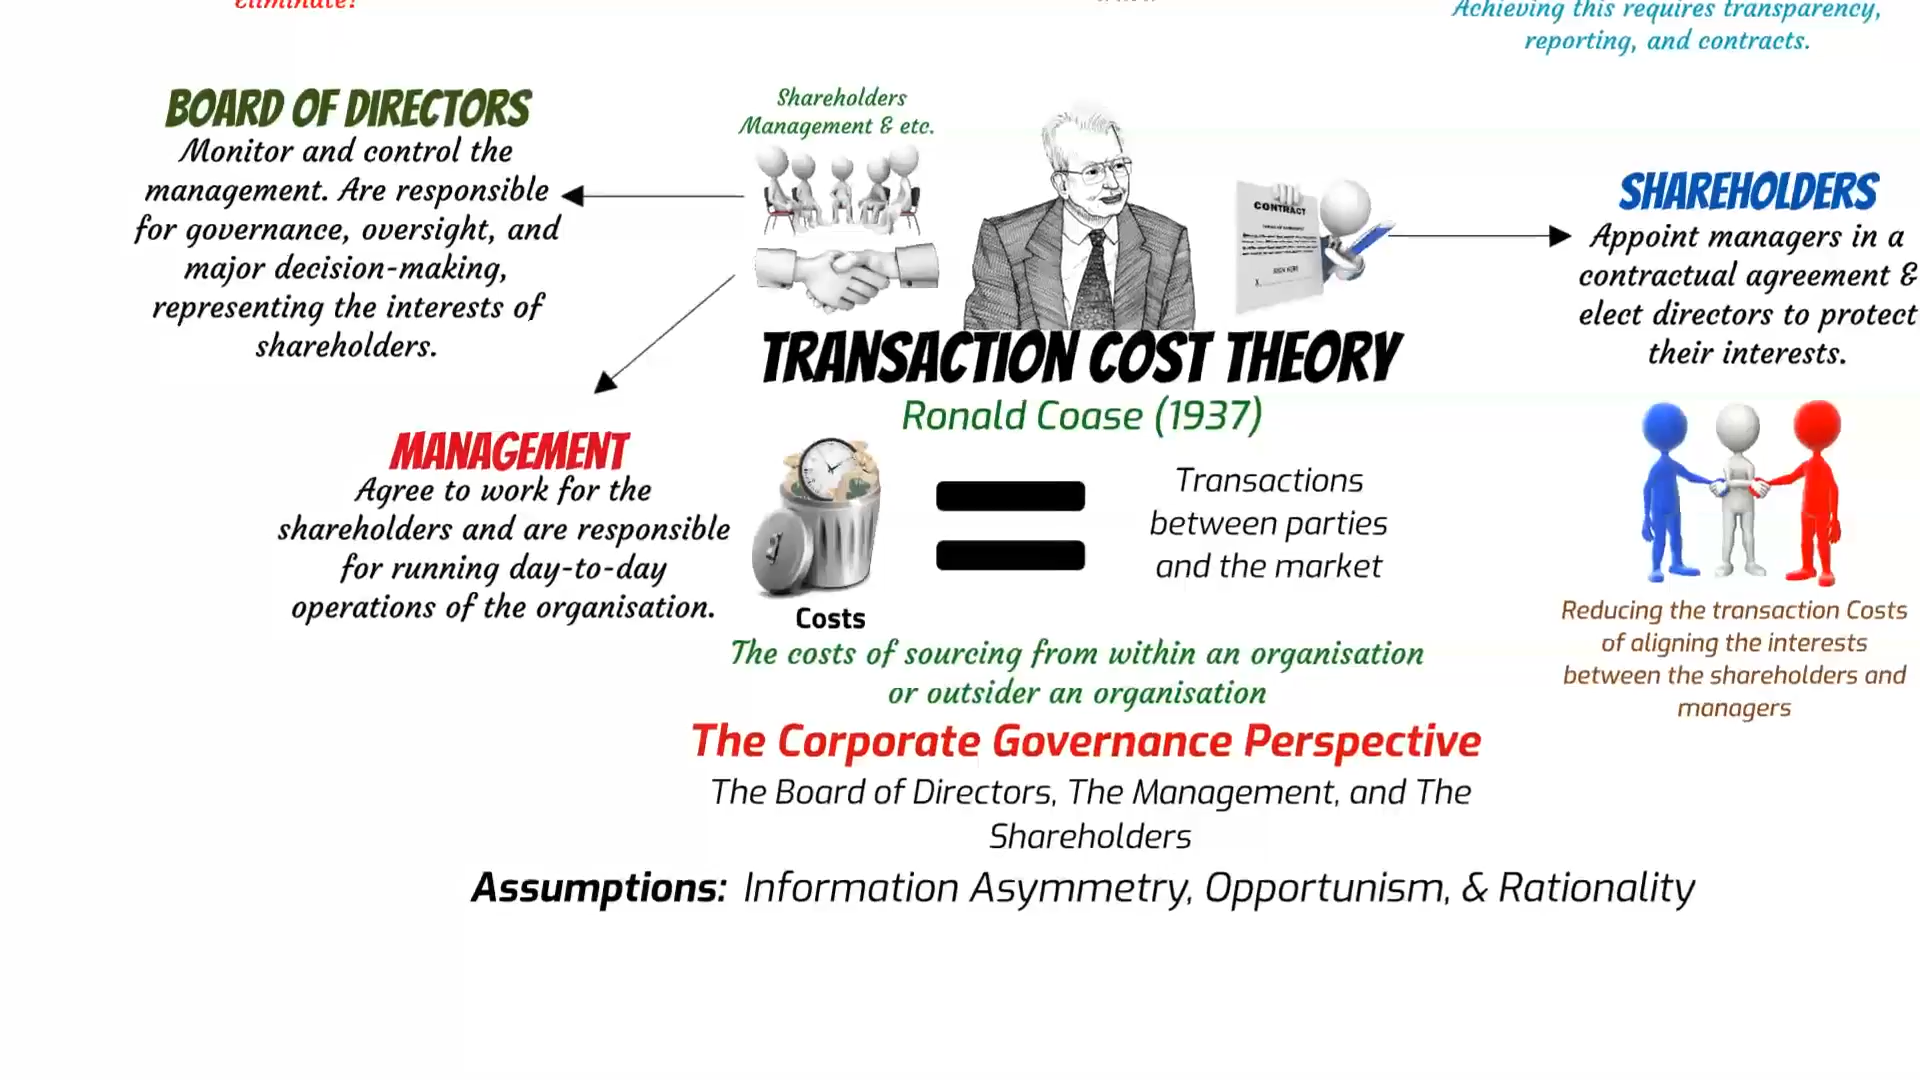 Eliminate?
Achieving this requires transparency,
reporting, and contracts.
BOARD OF DIRECTORS
Monitor and control the
management. Are responsible
for governance, oversight, and
major decision-making,
representing the interests of
shareholders.
Shareholders
Management & etc.
CONTRACT
SIGN HERE
SHAREHOLDERS
Appoint managers in a
contractual agreement &
elect directors to protect
their interests.
TRANSACTION COST THEORY
Ronald Coase (1937)
MANAGEMENT
Agree to work for the
shareholders and are responsible
for running day-to-day
operations of the organisation.
Transactions
between parties
and the market
Costs
The costs of sourcing from within an organisation
or outsider an organisation
Reducing the transaction Costs
of aligning the interests
between the shareholders and
managers
The Corporate Governance Perspective
The Board of Directors, The Management, and The
Shareholders
Assumptions: Information Asymmetry, Opportunism, & Rationality